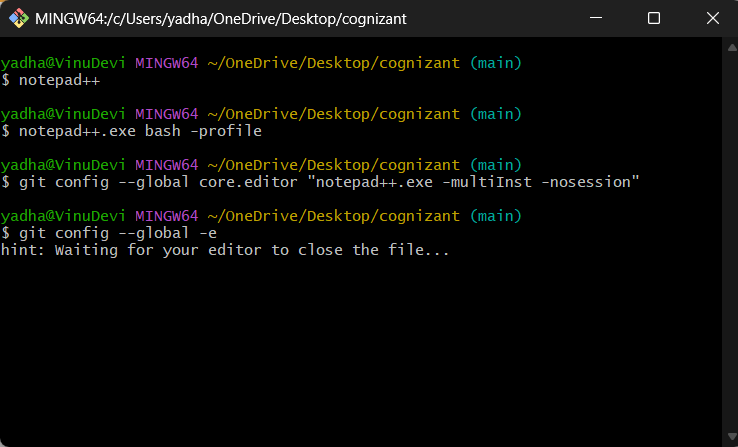 MINGW64:/c/Users/yadha/OneDrive/Desktop/cognizant
yadha@VinuDevi MINGW64 ~/OneDrive/Desktop/cognizant (main)
$ notepad++
yadha@VinuDevi MINGW64 ~/OneDrive/Desktop/cognizant (main)
$ notepad++.exe bash -profile
yadha@VinuDevi MINGW64 ~/OneDrive/Desktop/cognizant (main)
$ git config --global core.editor "notepad++.exe -multiInst -nosession"
yadha@VinuDevi MINGW64 ~/OneDrive/Desktop/cognizant (main)
$ git config --global -e
hint: Waiting for your editor to close the file...